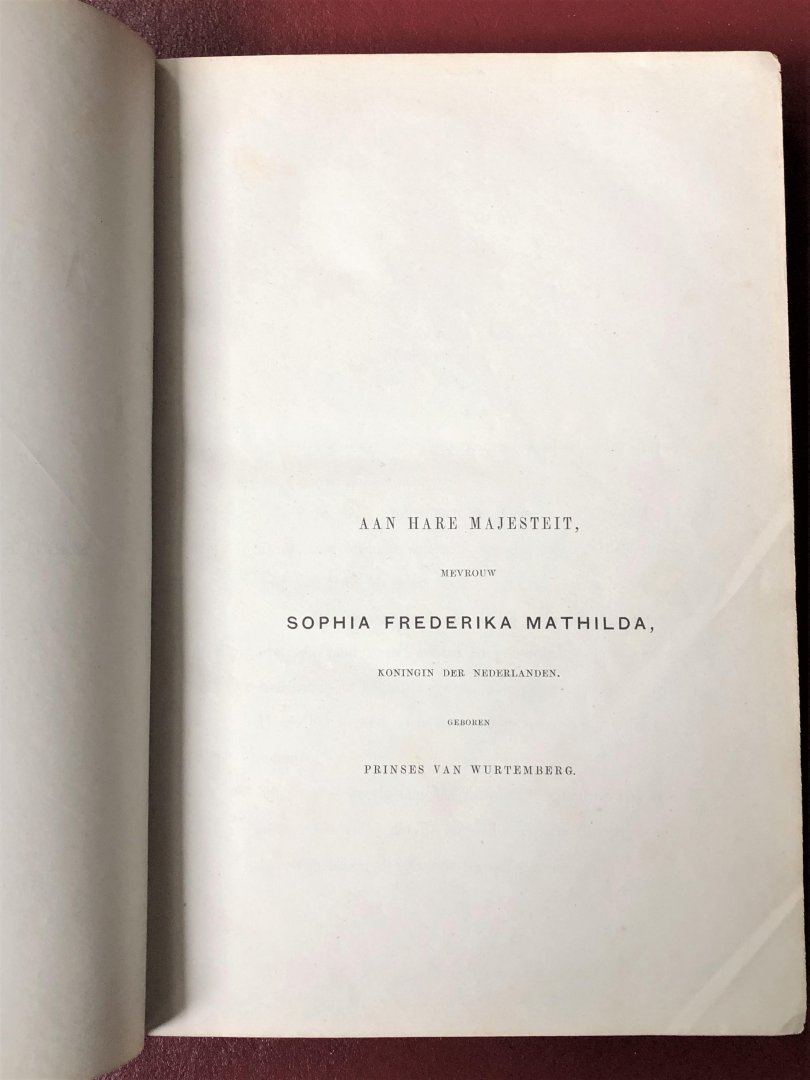 AAN HARE MAJESTEIT,
MEVROUW
SOPHIA FREDERIKA MATHILDA,
KONINGIN DER NEDERLANDEN.
GEBOREN
PRINSES VAN WURTEMBERG.